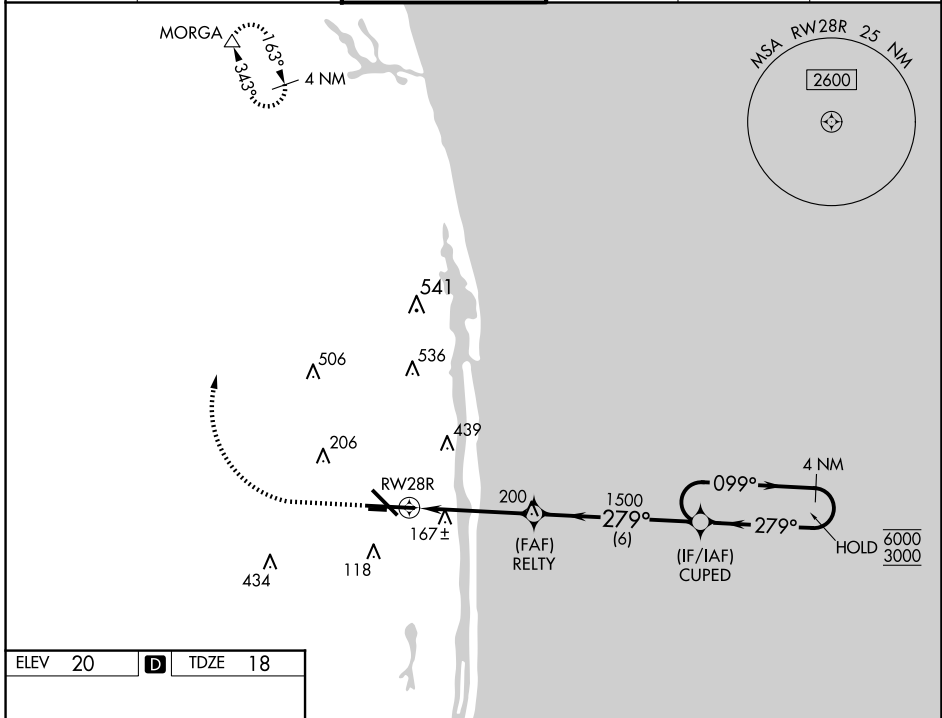 MORGA
163°
343°
4 NM
MSA RW28R 25 NM
2600
541
506
536
206
439
RW28R
167±
118
434
200
(FAF)
RELTY
1500
279°
(6)
099°
4 NM
279°
HOLD
6000
3000
(IF/IAF)
CUPED
ELEV 20
D
TDZE 18